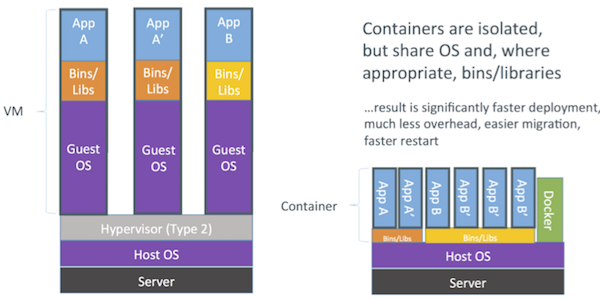 VM
App
A
App
A’
App
B
Bins/
Libs
Bins/
Libs
Bins/
Libs
Guest
OS
Guest
OS
Guest
OS
Hypervisor (Type 2)
Host OS
Server
Containers are isolated,
but share OS and, where
appropriate, bins/libraries
…result is significantly faster deployment,
much less overhead, easier migration,
faster restart
Container
App A
App A’
App B
App B’
App B’
App B’
Docker
Bins/Libs
Bins/Libs
Host OS
Server